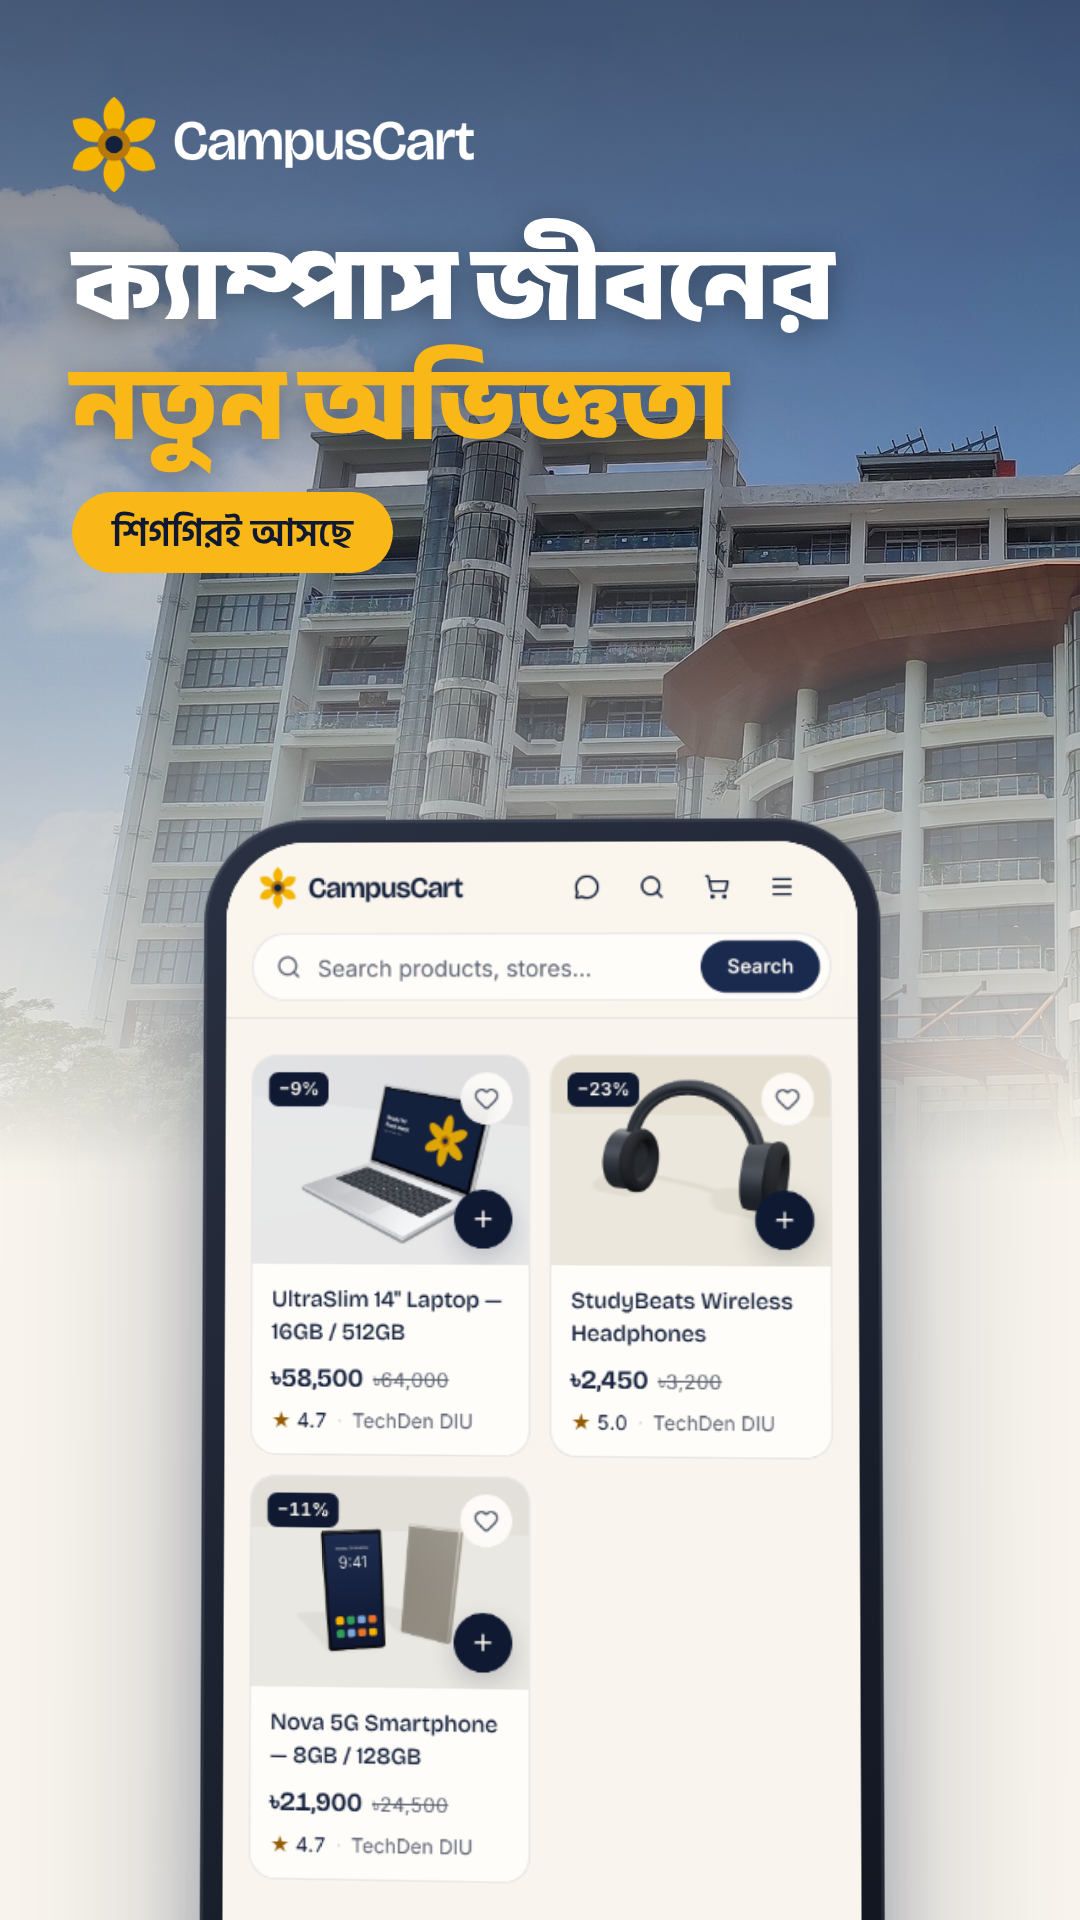 CampusCart
ক্যাম্পাস জীবনের
নতুন অভিজ্ঞতা
শিগগিরই আসছে
CampusCart
Search products, stores...
Search
-9%
-23%
UltraSlim 14" Laptop —
16GB / 512GB
৳58,500 ৳64,000
★ 4.7 · TechDen DIU
StudyBeats Wireless
Headphones
৳2,450 ৳3,200
★ 5.0 · TechDen DIU
-11%
9:41
Nova 5G Smartphone
— 8GB / 128GB
৳21,900 ৳24,500
★ 4.7 · TechDen DIU